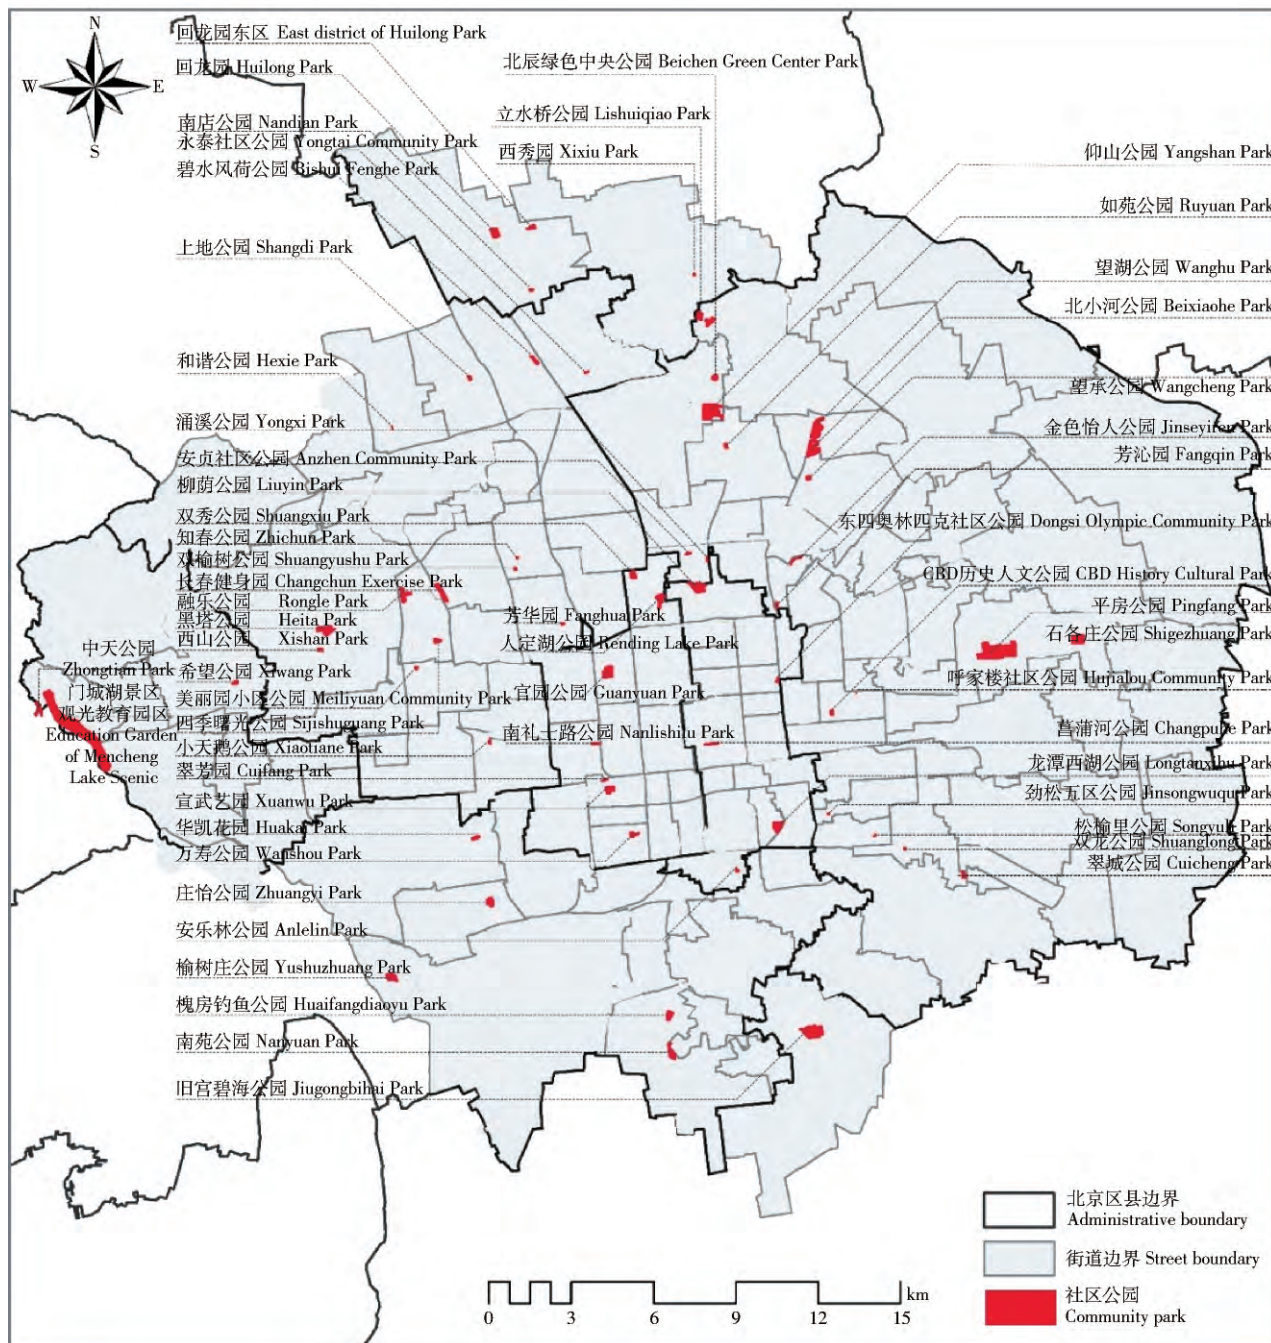 N
W
E
S
回龙园东区 East district of Huilong Park
回龙园 Huilong Park
南店公园 Nandian Park
永泰社区公园 Yongtai Community Park
碧水风荷公园 Bishui Fenghe Park
上地公园 Shangdi Park
和谐公园 Hexie Park
涌溪公园 Yongxi Park
安贞社区公园 Anzhen Community Park
柳荫公园 Liuyin Park
双秀公园 Shuangxiu Park
知春公园 Zhichun Park
双榆树公园 Shuangyushu Park
长春健身园 Changchun Exercise Park
融乐公园 Rongle Park
黑塔公园 Heita Park
西山公园 Xishan Park
中天公园
Zhongtian Park
希望公园 Xiwang Park
门城湖景区
观光教育园区
Education Garden
of Mencheng
Lake Scenic
美丽园小区公园 Meiliyuan Community Park
四季曙光公园 Sijishuguang Park
小天鹅公园 Xiaotiane Park
翠芳园 Cuifang Park
宣武艺园 Xuanwu Park
华凯花园 Huakai Park
万寿公园 Wanshou Park
庄怡公园 Zhuangyi Park
安乐林公园 Anlelin Park
榆树庄公园 Yushuzhuang Park
槐房钓鱼公园 Huaifangdiaoyu Park
南苑公园 Nanyuan Park
旧宫碧海公园 Jiugongbihai Park
北辰绿色中央公园 Beichen Green Center Park
立水桥公园 Lishuiqiao Park
西秀园 Xixiu Park
芳华园 Fanghua Park
人定湖公园 Rending Lake Park
官园公园 Guanyuan Park
南礼士路公园 Nanlishilu Park
仰山公园 Yangshan Park
如苑公园 Ruyuan Park
望湖公园 Wanghu Park
北小河公园 Beixiaohe Park
望承公园 Wangcheng Park
金色怡人公园 Jinseyiren Park
芳沁园 Fangqin Park
东四奥林匹克社区公园 Dongsi Olympic Community Park
CBD历史人文公园 CBD History Cultural Park
平房公园 Pingfang Park
石各庄公园 Shigezhuang Park
呼家楼社区公园 Hujialou Community Park
菖蒲河公园 Changpuhe Park
龙潭西湖公园 Longtanxihu Park
劲松五区公园 Jinsongwuqu Park
松榆里公园 Songyuli Park
双龙公园 Shuanglong Park
翠城公园 Cuicheng Park
北京区县边界
Administrative boundary
街道边界 Street boundary
社区公园
Community park
km
0 3 6 9 12 15